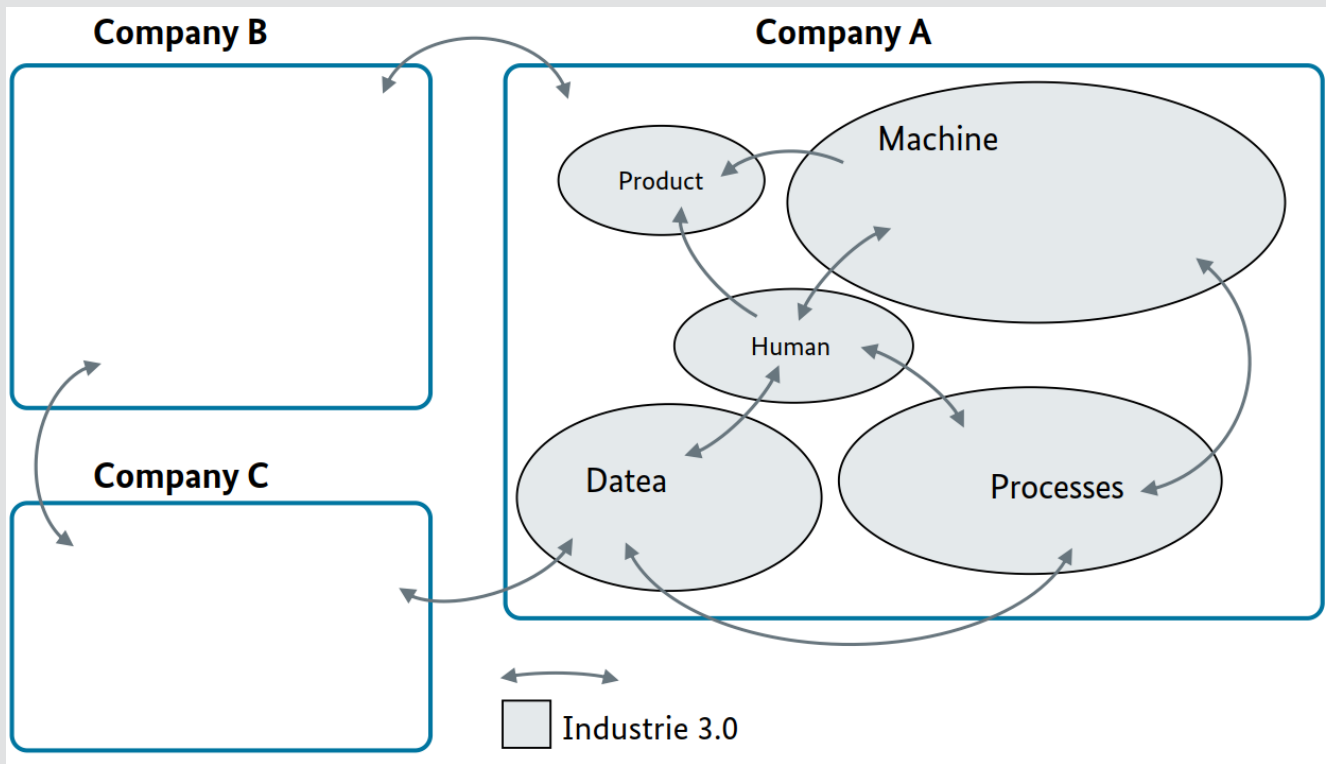 Company B
Company A
Machine
Product
Human
Company C
Datea
Processes
Industrie 3.0